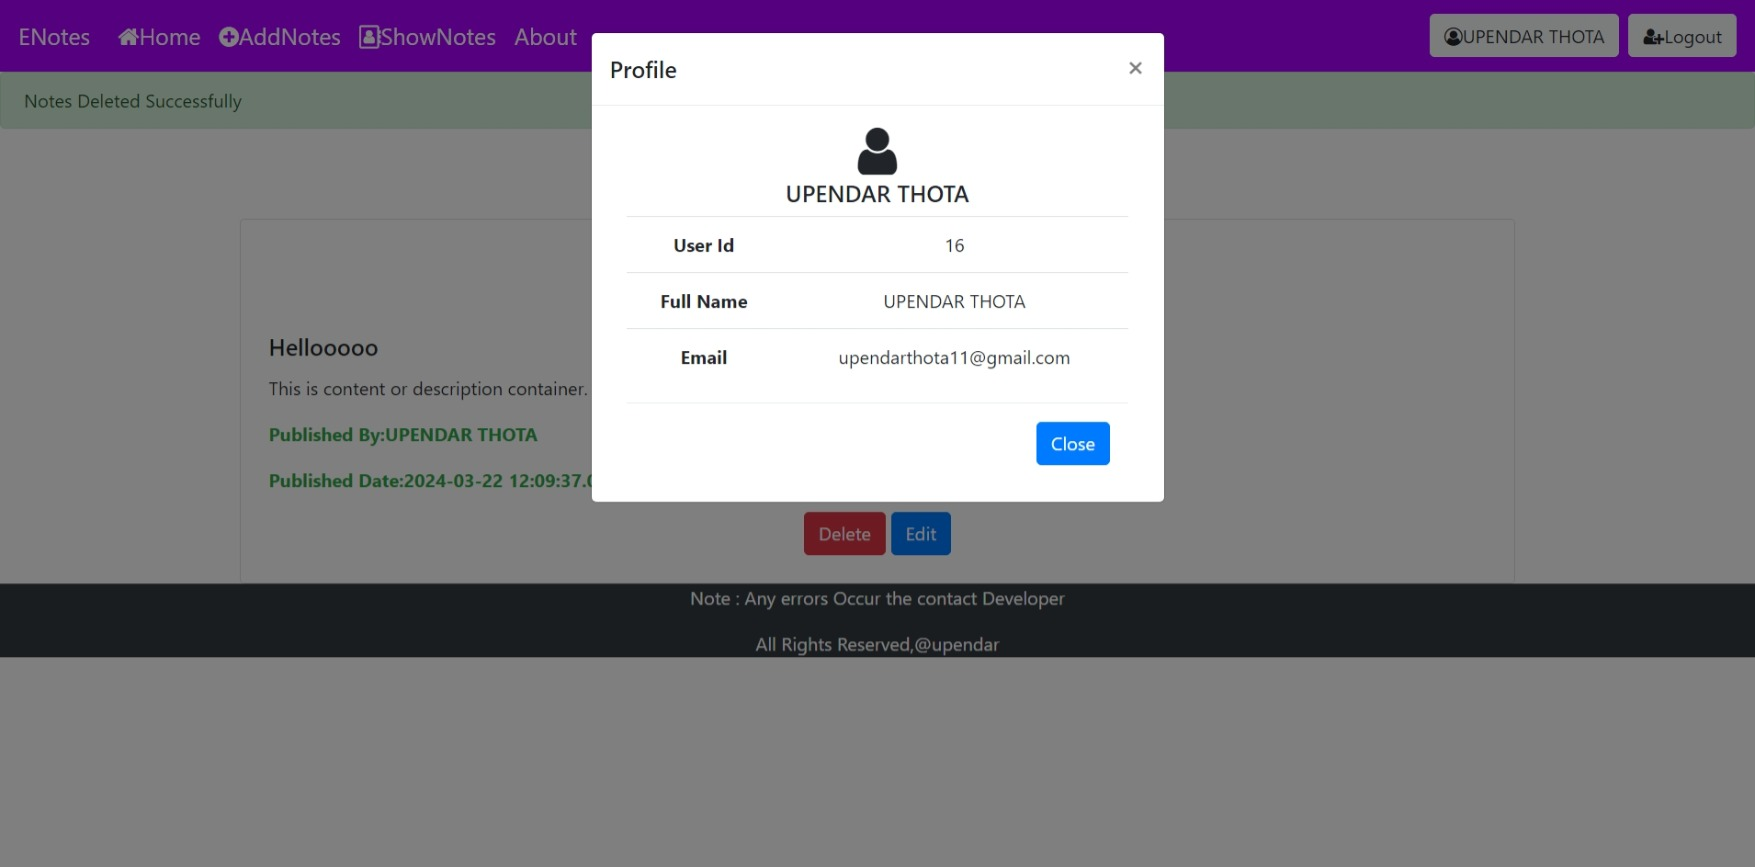 ENotes Home AddNotes ShowNotes About UPENDAR THOTA Logout
Notes Deleted Successfully
Profile ×
UPENDAR THOTA
User Id 16
Full Name UPENDAR THOTA
Email upendarthota11@gmail.com
Close
Hellooooo
This is content or description container.
Published By:UPENDAR THOTA
Published Date:2024-03-22 12:09:37.
Delete Edit
Note : Any errors Occur the contact Developer
All Rights Reserved,@upendar